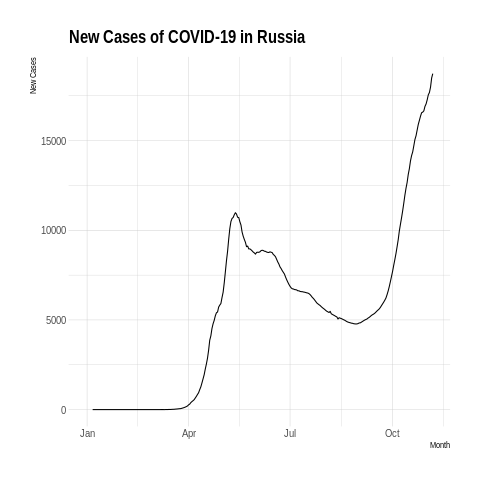 New Cases of COVID-19 in Russia
New Cases
15000
10000
5000
0
Jan Apr Jul Oct
Month